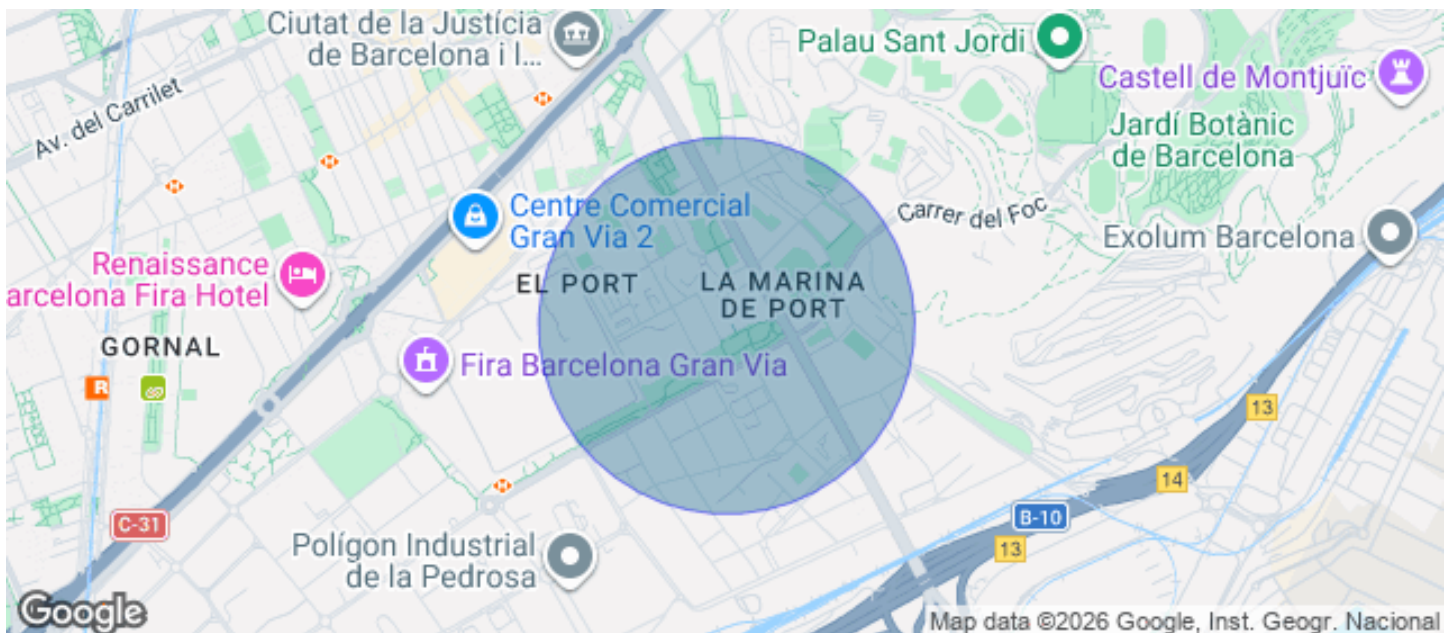 Ciutat de la Justícia
de Barcelona i l...
Palau Sant Jordi
Castell de Montjuïc
Av. del Carrilet
Jardí Botànic
de Barcelona
Carrer del Foc
Centre Comercial
Gran Via 2
Exolum Barcelona
Renaissance
arcelona Fira Hotel
EL PORT
LA MARINA
DE PORT
GORNAL
Fira Barcelona Gran Via
R
13
14
C-31
B-10
13
Polígon Industrial
de la Pedrosa
Google
Map data ©2026 Google, Inst. Geogr. Nacional